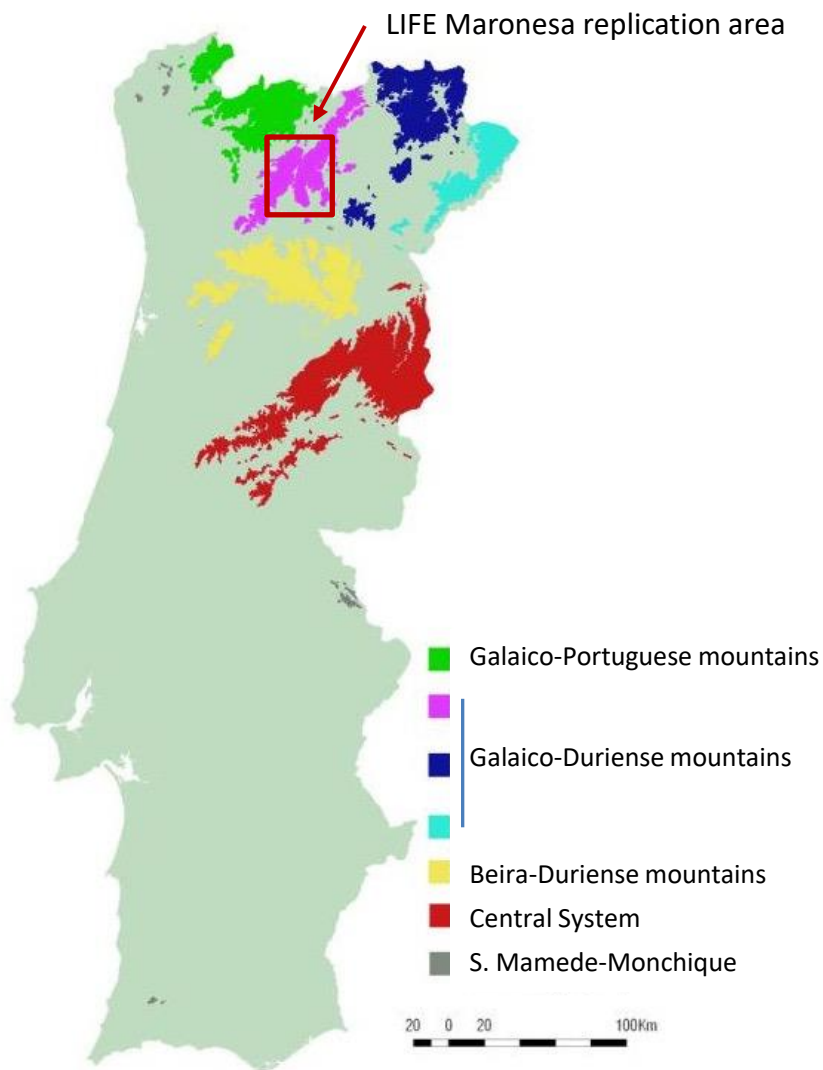 LIFE Maronesa replication area
Galaico-Portuguese mountains
Galaico-Duriense mountains
Beira-Duriense mountains
Central System
S. Mamede-Monchique
20 0 20 100Km